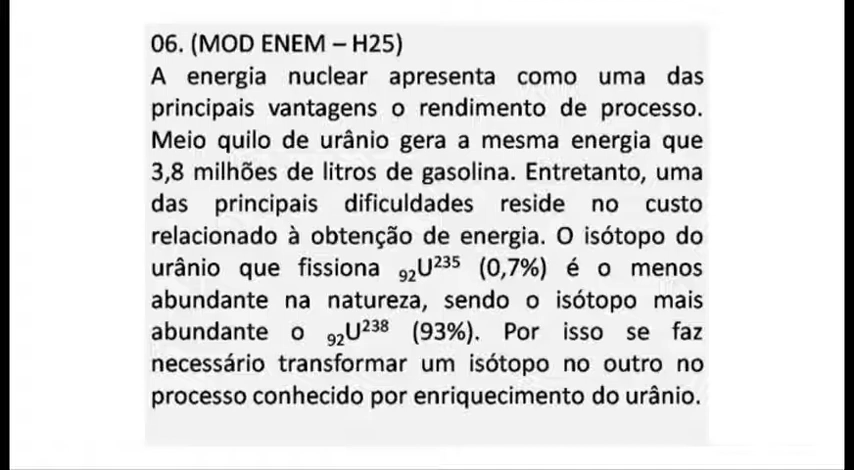 06. (MOD ENEM – H25)
A energia nuclear apresenta como uma das
principais vantagens o rendimento de processo.
Meio quilo de urânio gera a mesma energia que
3,8 milhões de litros de gasolina. Entretanto, uma
das principais dificuldades reside no custo
relacionado à obtenção de energia. O isótopo do
urânio que fissiona ₉₂U²³⁵ (0,7%) é o menos
abundante na natureza, sendo o isótopo mais
abundante o ₉₂U²³⁸ (93%). Por isso se faz
necessário transformar um isótopo no outro no
processo conhecido por enriquecimento do urânio.